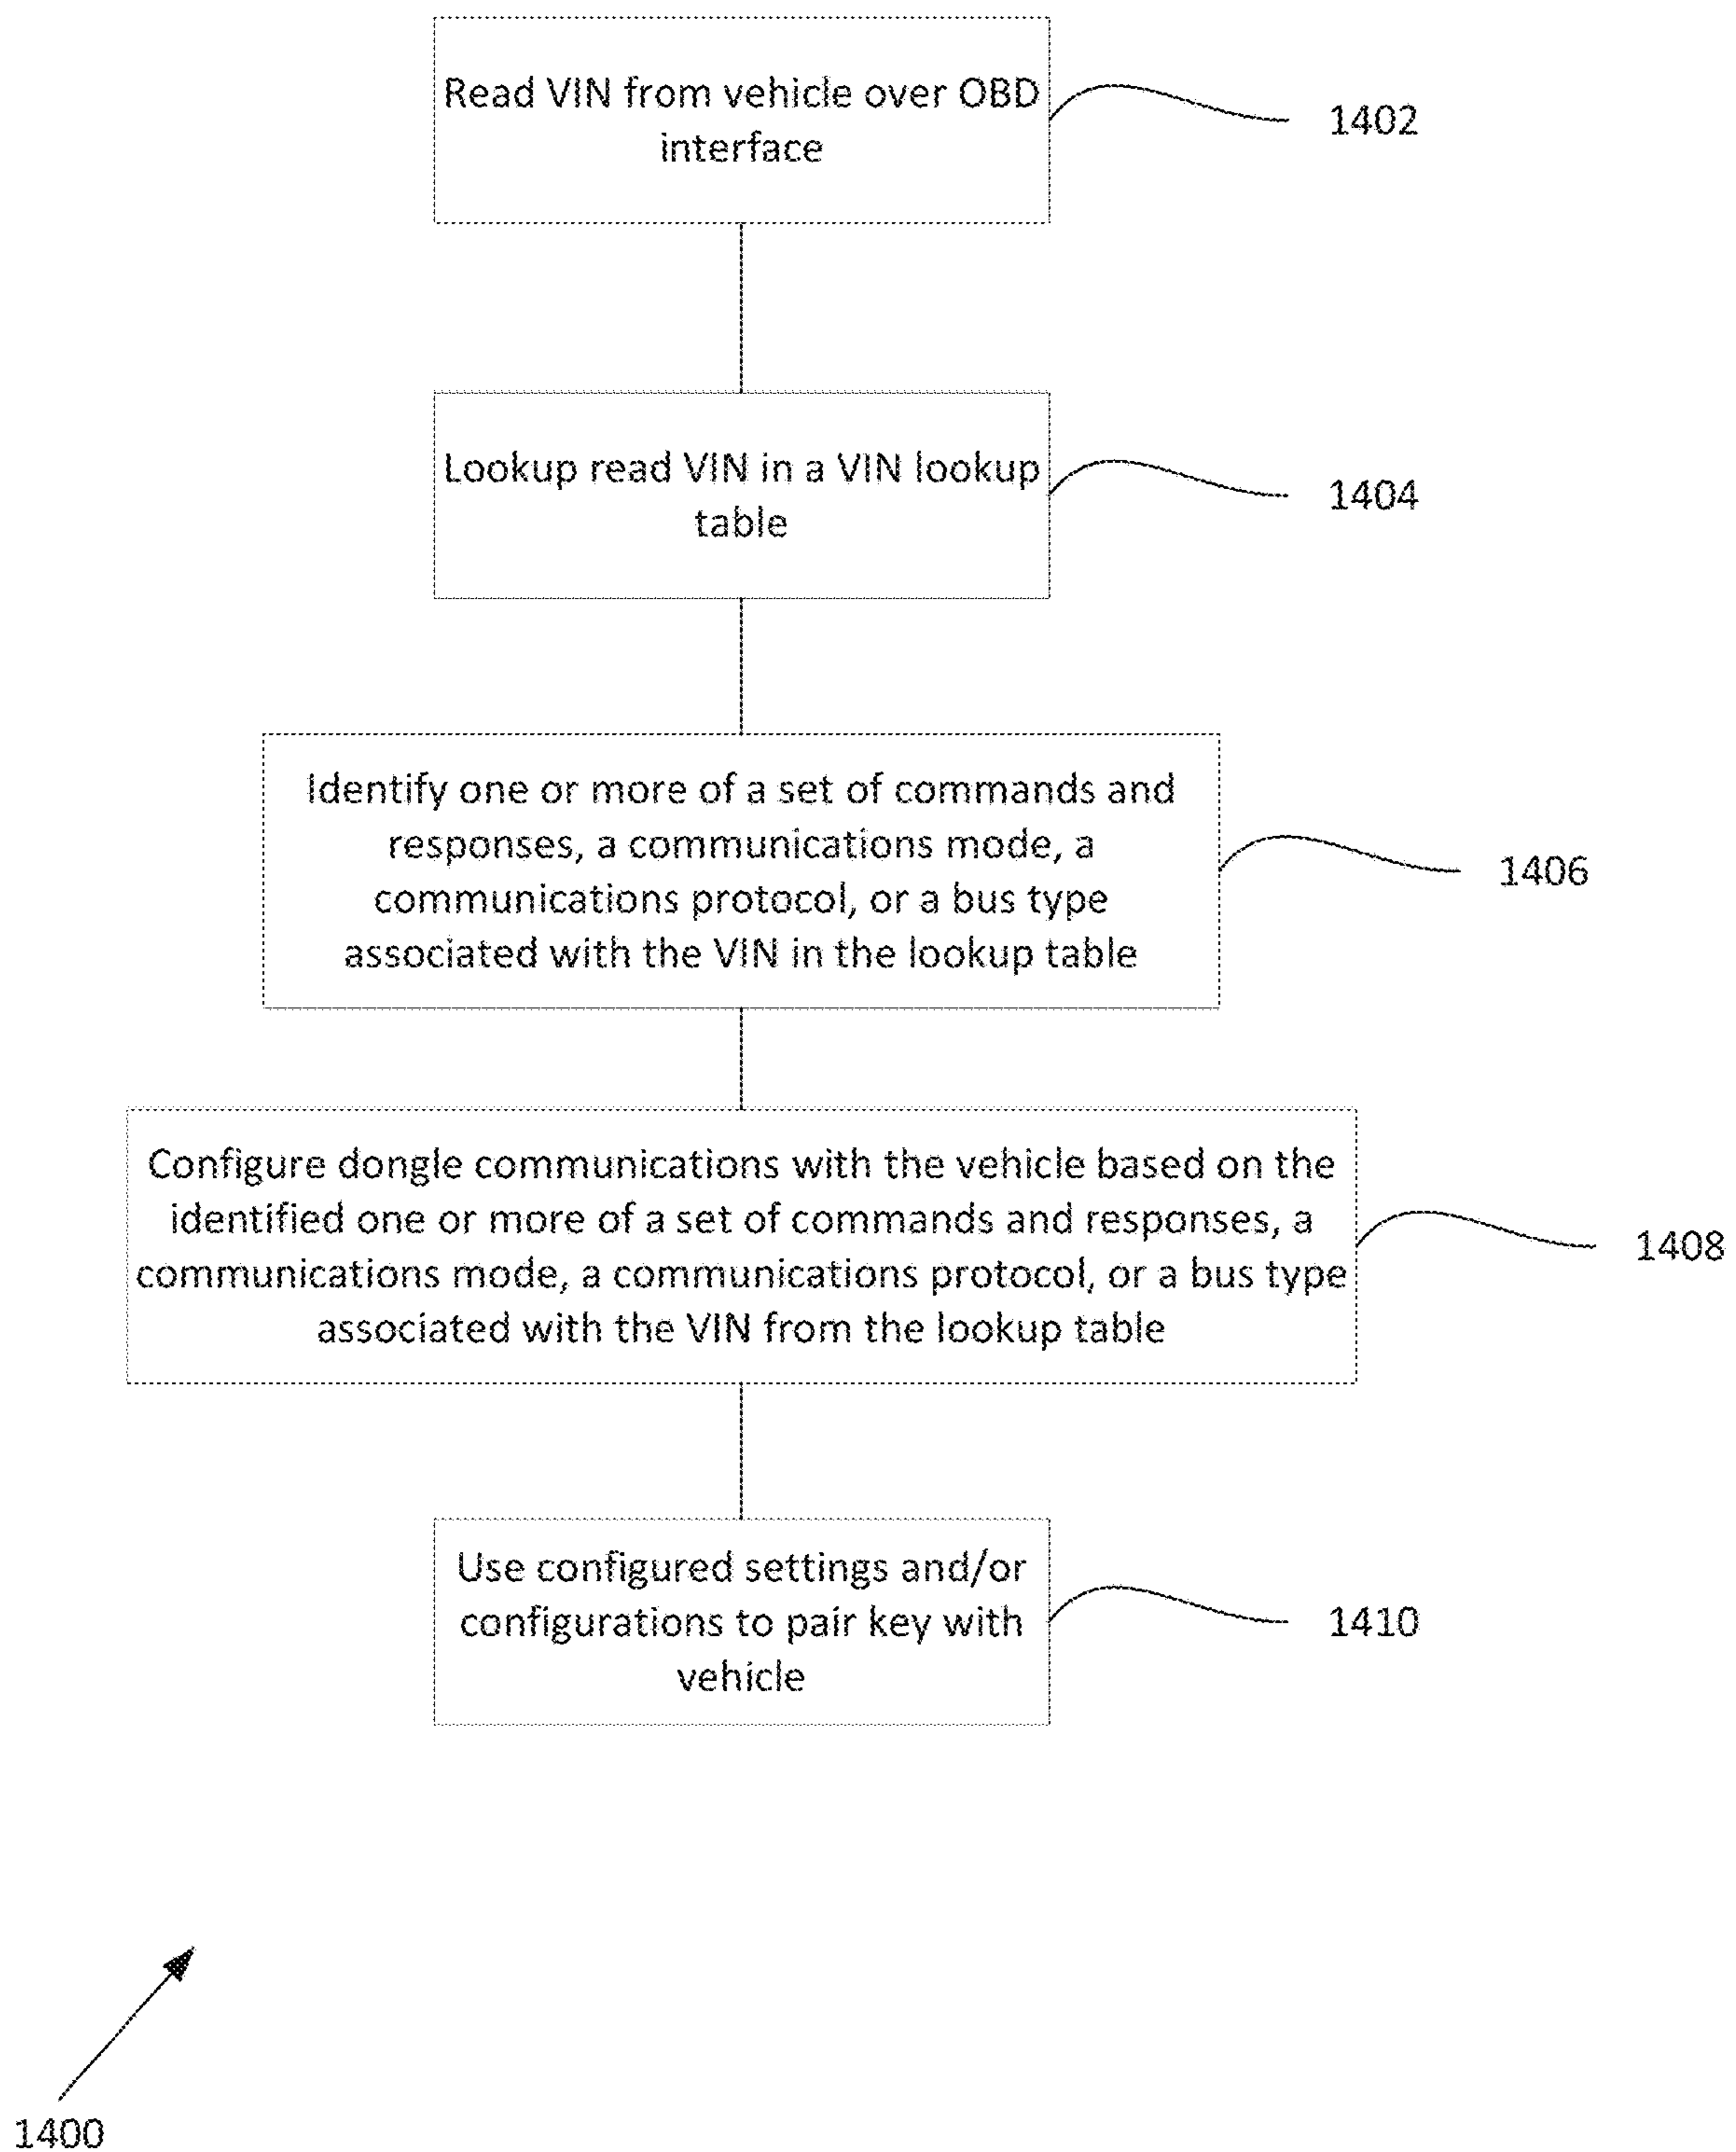 Read VIN from vehicle over OBD
interface
1402
Lookup read VIN in a VIN lookup
table
1404
Identify one or more of a set of commands and
responses, a communications mode, a
communications protocol, or a bus type
associated with the VIN in the lookup table
1406
Configure dongle communications with the vehicle based on the
identified one or more of a set of commands and responses, a
communications mode, a communications protocol, or a bus type
associated with the VIN from the lookup table
1408
Use configured settings and/or
configurations to pair key with
vehicle
1410
1400